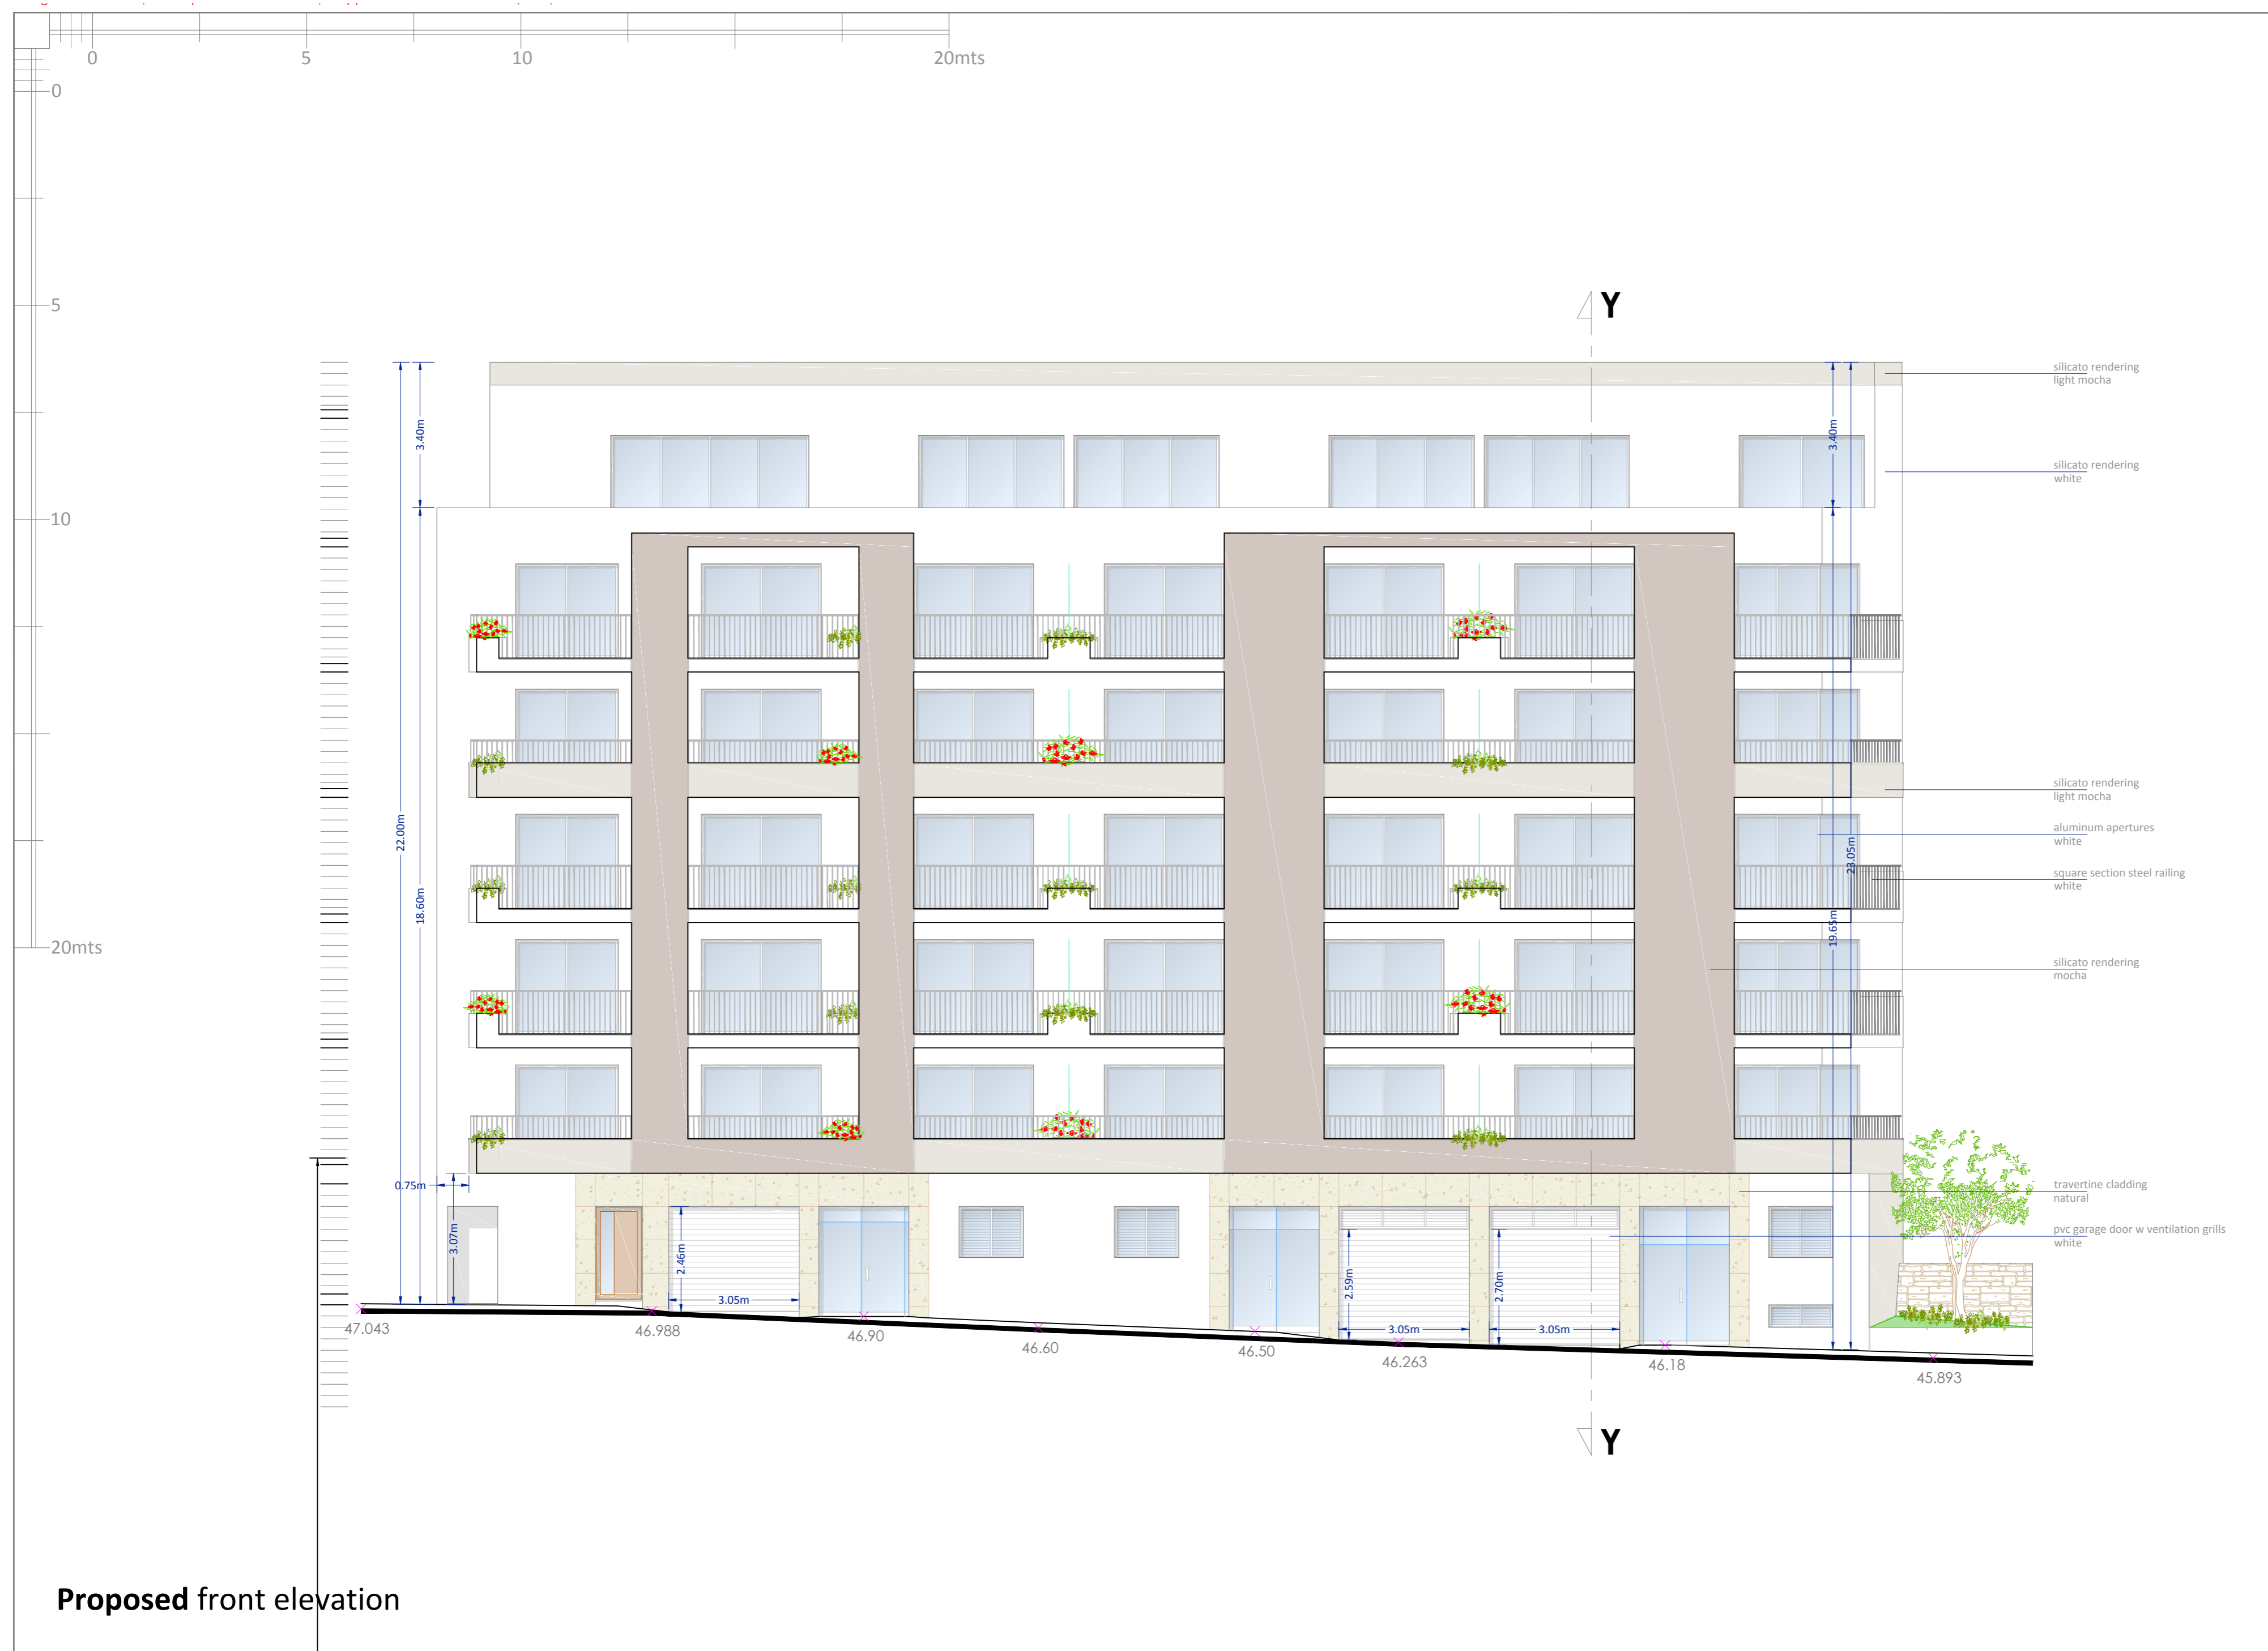 0 5 10 20mts
0
5
10
20mts
Y
silicato rendering
light mocha
3.40m
3.40m
silicato rendering
white
silicato rendering
light mocha
22.00m
aluminum apertures
white
23.05m
square section steel railing
white
18.60m
19.65m
silicato rendering
mocha
0.75m
travertine cladding
natural
3.07m
pvc garage door w ventilation grills
white
2.46m
2.59m
2.70m
3.05m
3.05m
3.05m
47.043
46.988
46.90
46.60
46.50
46.263
46.18
45.893
Y
Proposed front elevation